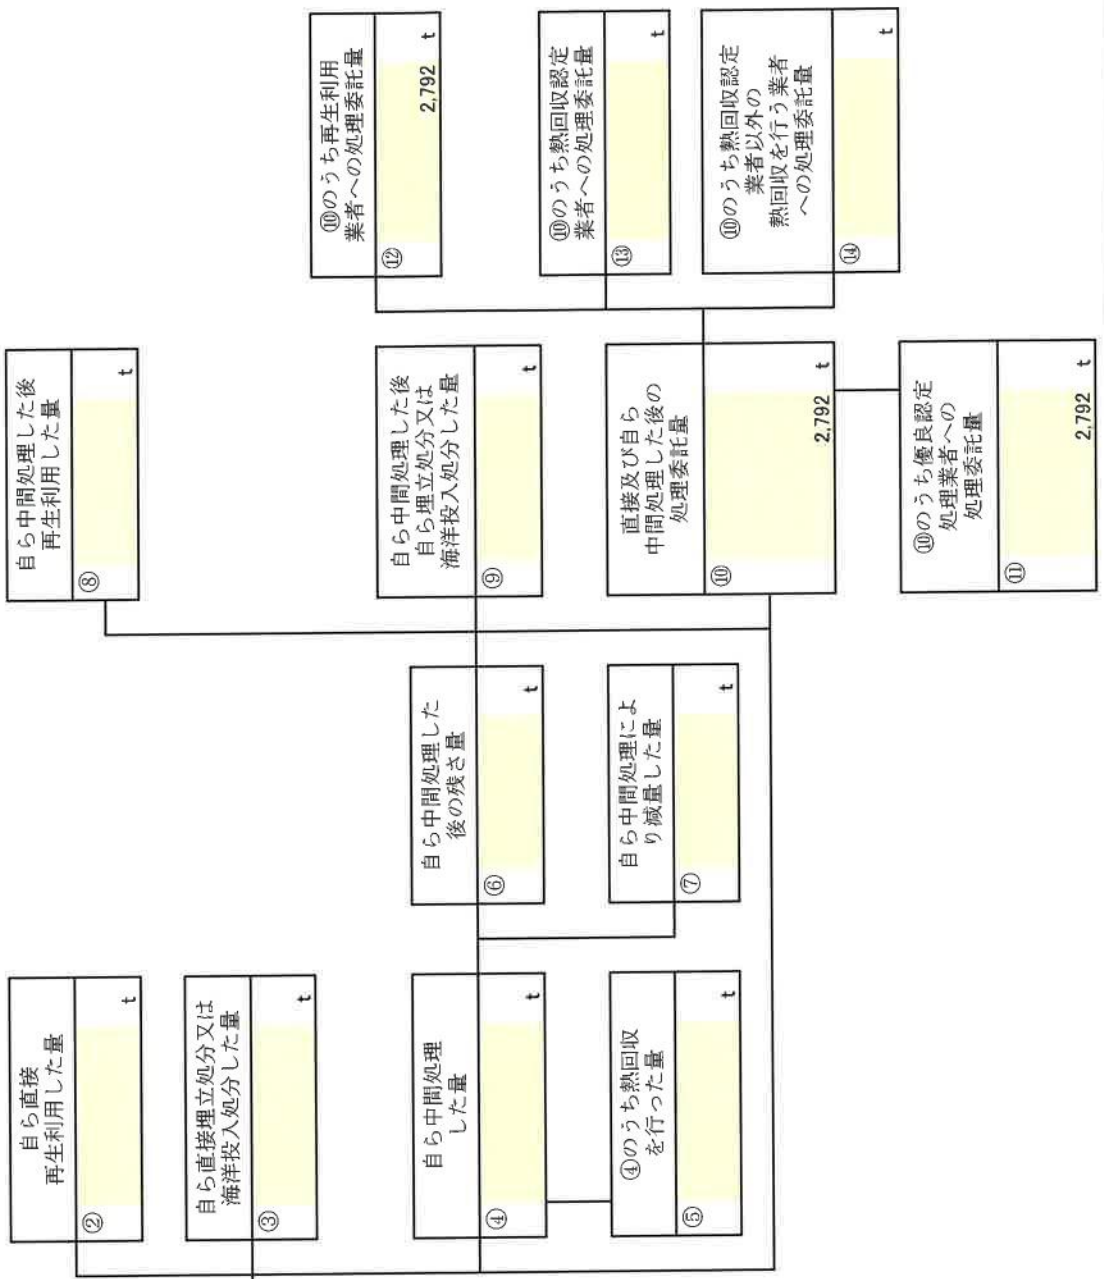 自ら直接
再生利用した量
②
t
自ら直接埋立処分又は
海洋投入処分した量
③
t
自ら中間処理
した量
④
t
④のうち熱回収
を行った量
⑤
t
自ら中間処理した
後の残さ量
⑥
t
自ら中間処理によ
り減量した量
⑦
t
自ら中間処理した後
再生利用した量
⑧
t
自ら中間処理した後
自ら埋立処分又は
海洋投入処分した量
⑨
t
直接及び自ら
中間処理した後の
処理委託量
⑩
2,792
⑩のうち優良認定
処理業者への
処理委託量
⑪
2,792 t
⑩のうち再生利用
業者への処理委託量
⑫
2,792 t
⑩のうち熱回収認定
業者への処理委託量
⑬
t
⑩のうち熱回収認定
業者以外の
熱回収を行う業者
への処理委託量
⑭
t